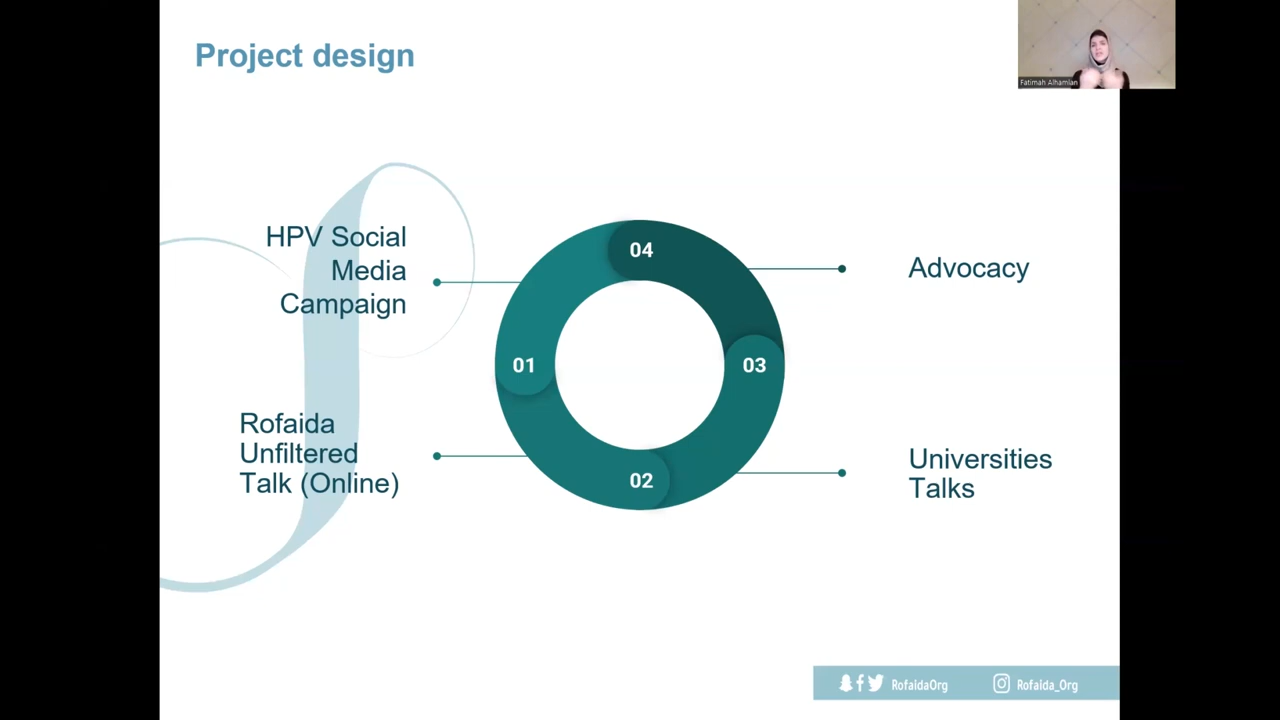 Project design
Fatimah Alhamlan
HPV Social
Media
Campaign
04
Advocacy
01
03
Rofaida
Unfiltered
Talk (Online)
02
Universities
Talks
RofaidaOrg
Rofaida_Org